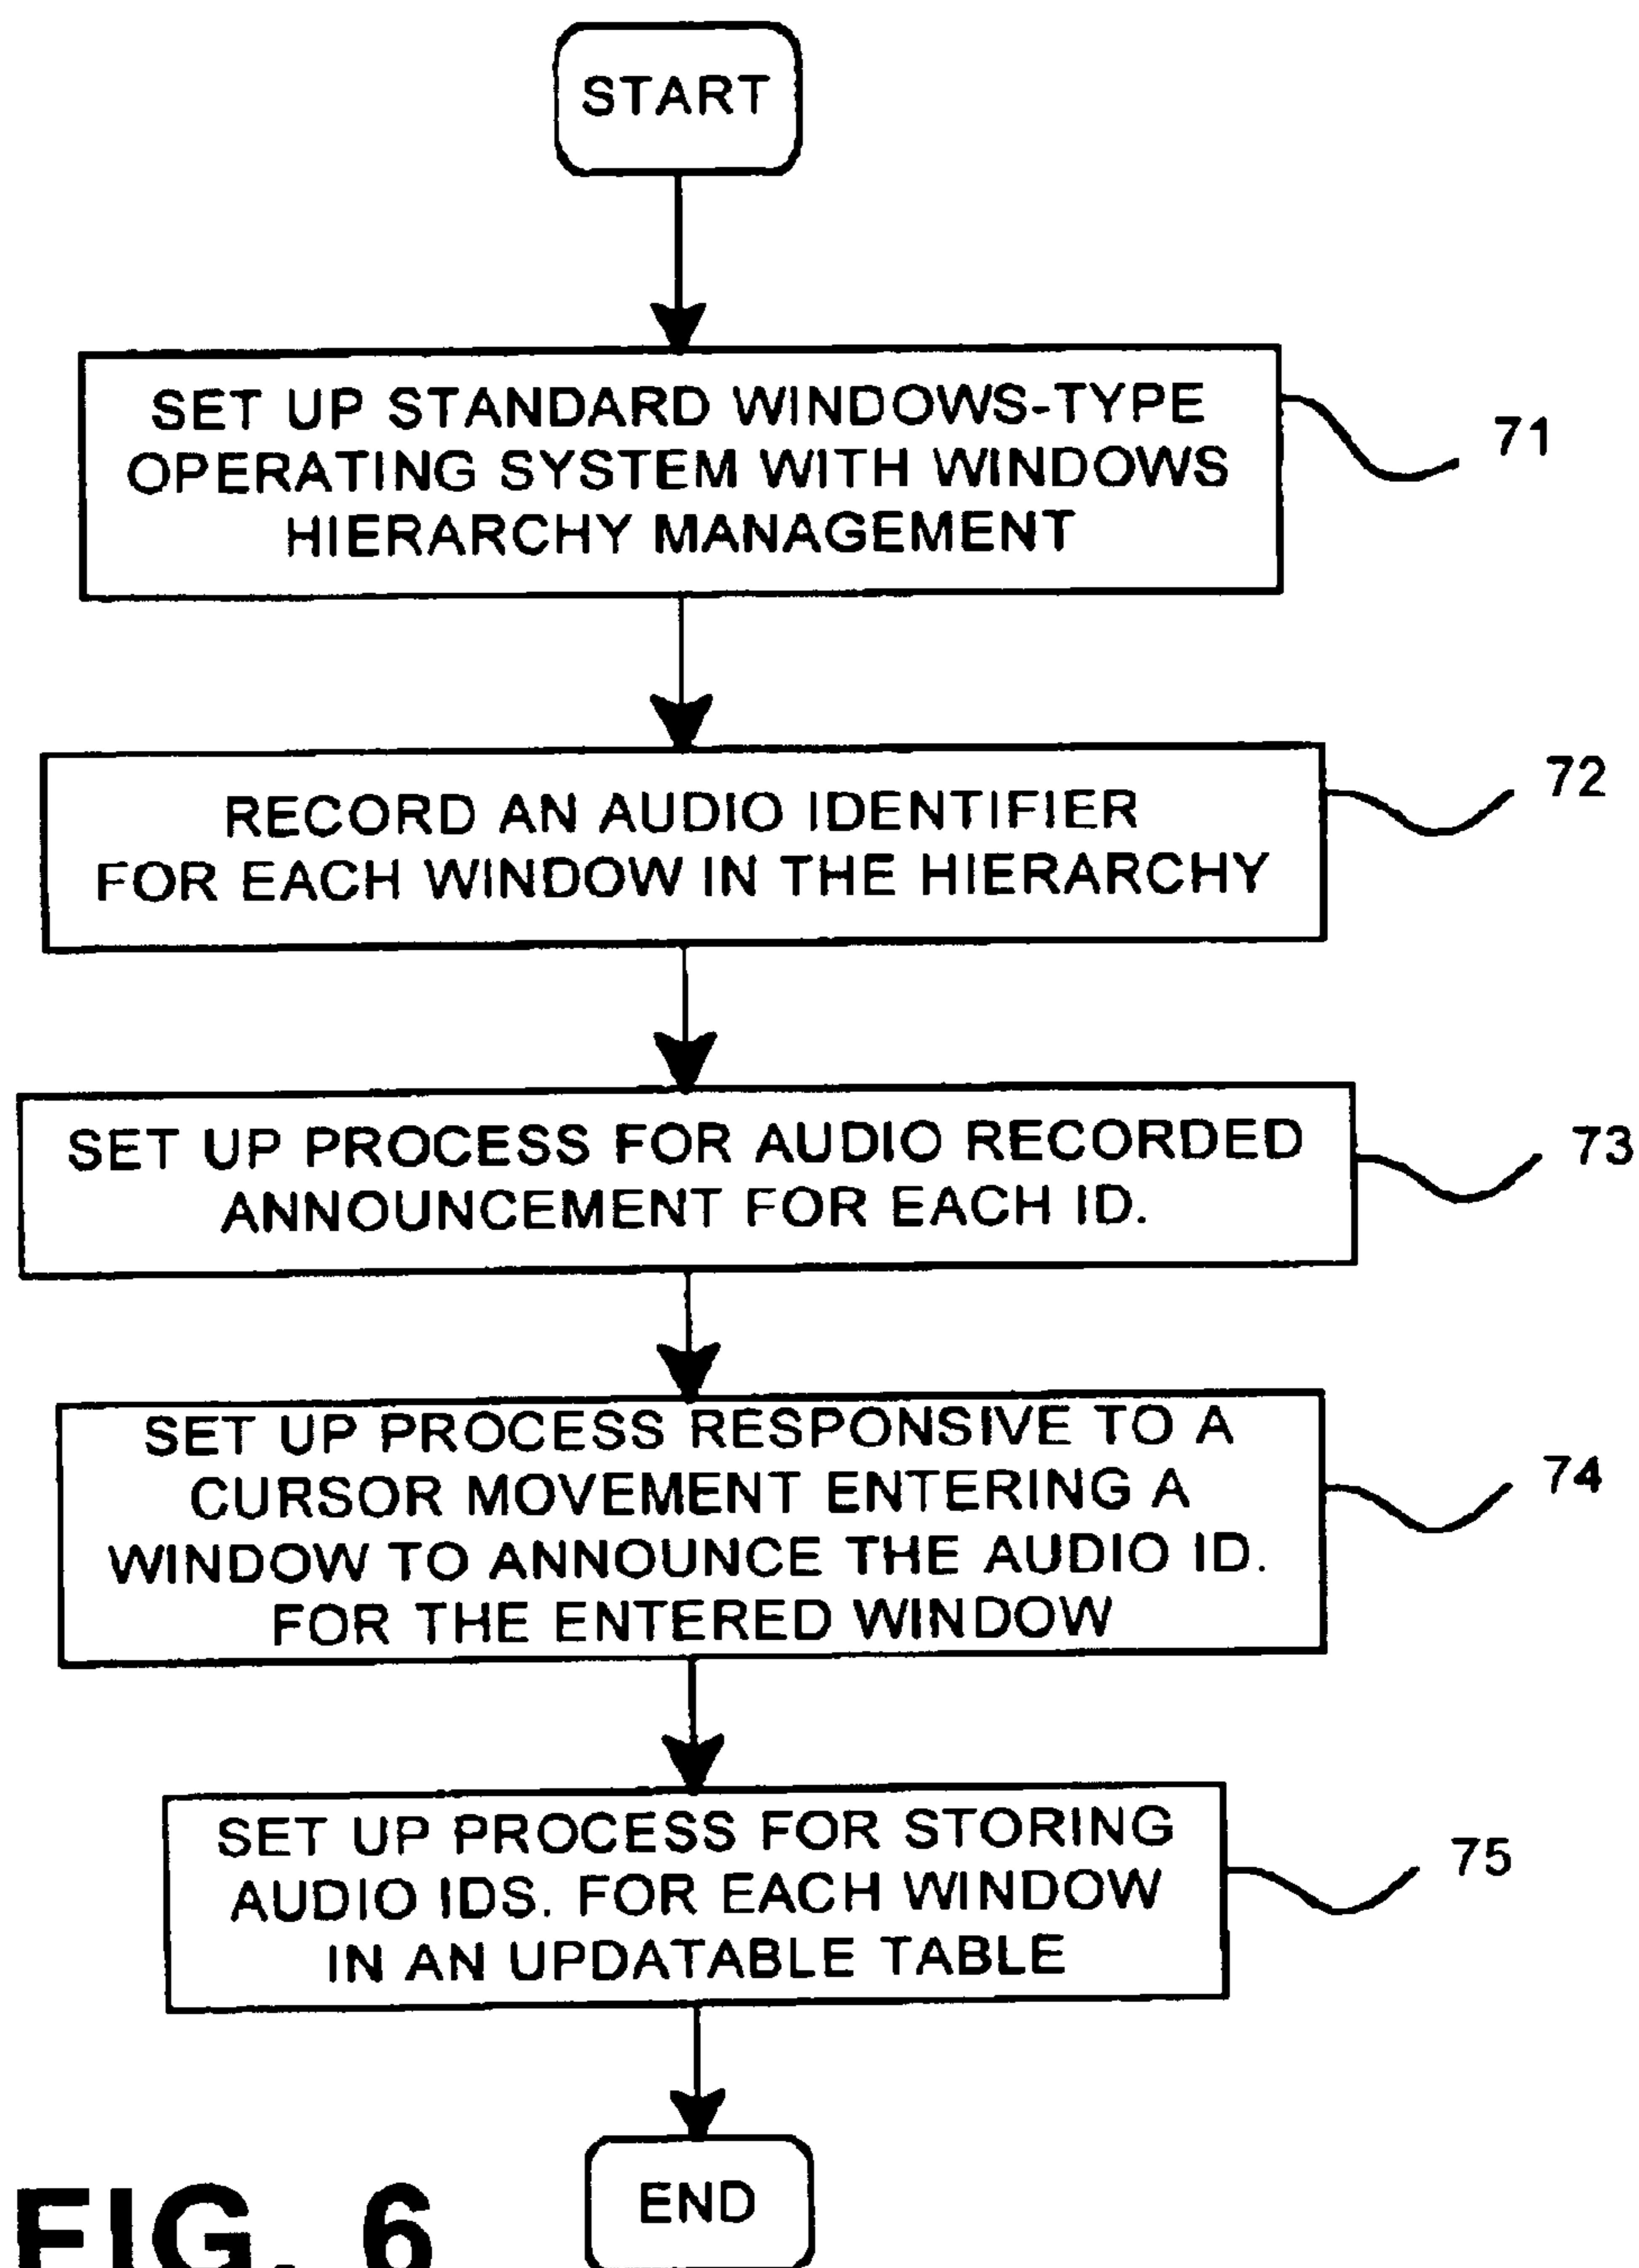 START
SET UP STANDARD WINDOWS-TYPE
OPERATING SYSTEM WITH WINDOWS
HIERARCHY MANAGEMENT
71
RECORD AN AUDIO IDENTIFIER
FOR EACH WINDOW IN THE HIERARCHY
72
SET UP PROCESS FOR AUDIO RECORDED
ANNOUNCEMENT FOR EACH ID.
73
SET UP PROCESS RESPONSIVE TO A
CURSOR MOVEMENT ENTERING A
WINDOW TO ANNOUNCE THE AUDIO ID.
FOR THE ENTERED WINDOW
74
SET UP PROCESS FOR STORING
AUDIO IDS. FOR EACH WINDOW
IN AN UPDATABLE TABLE
75
END
FIG. 6